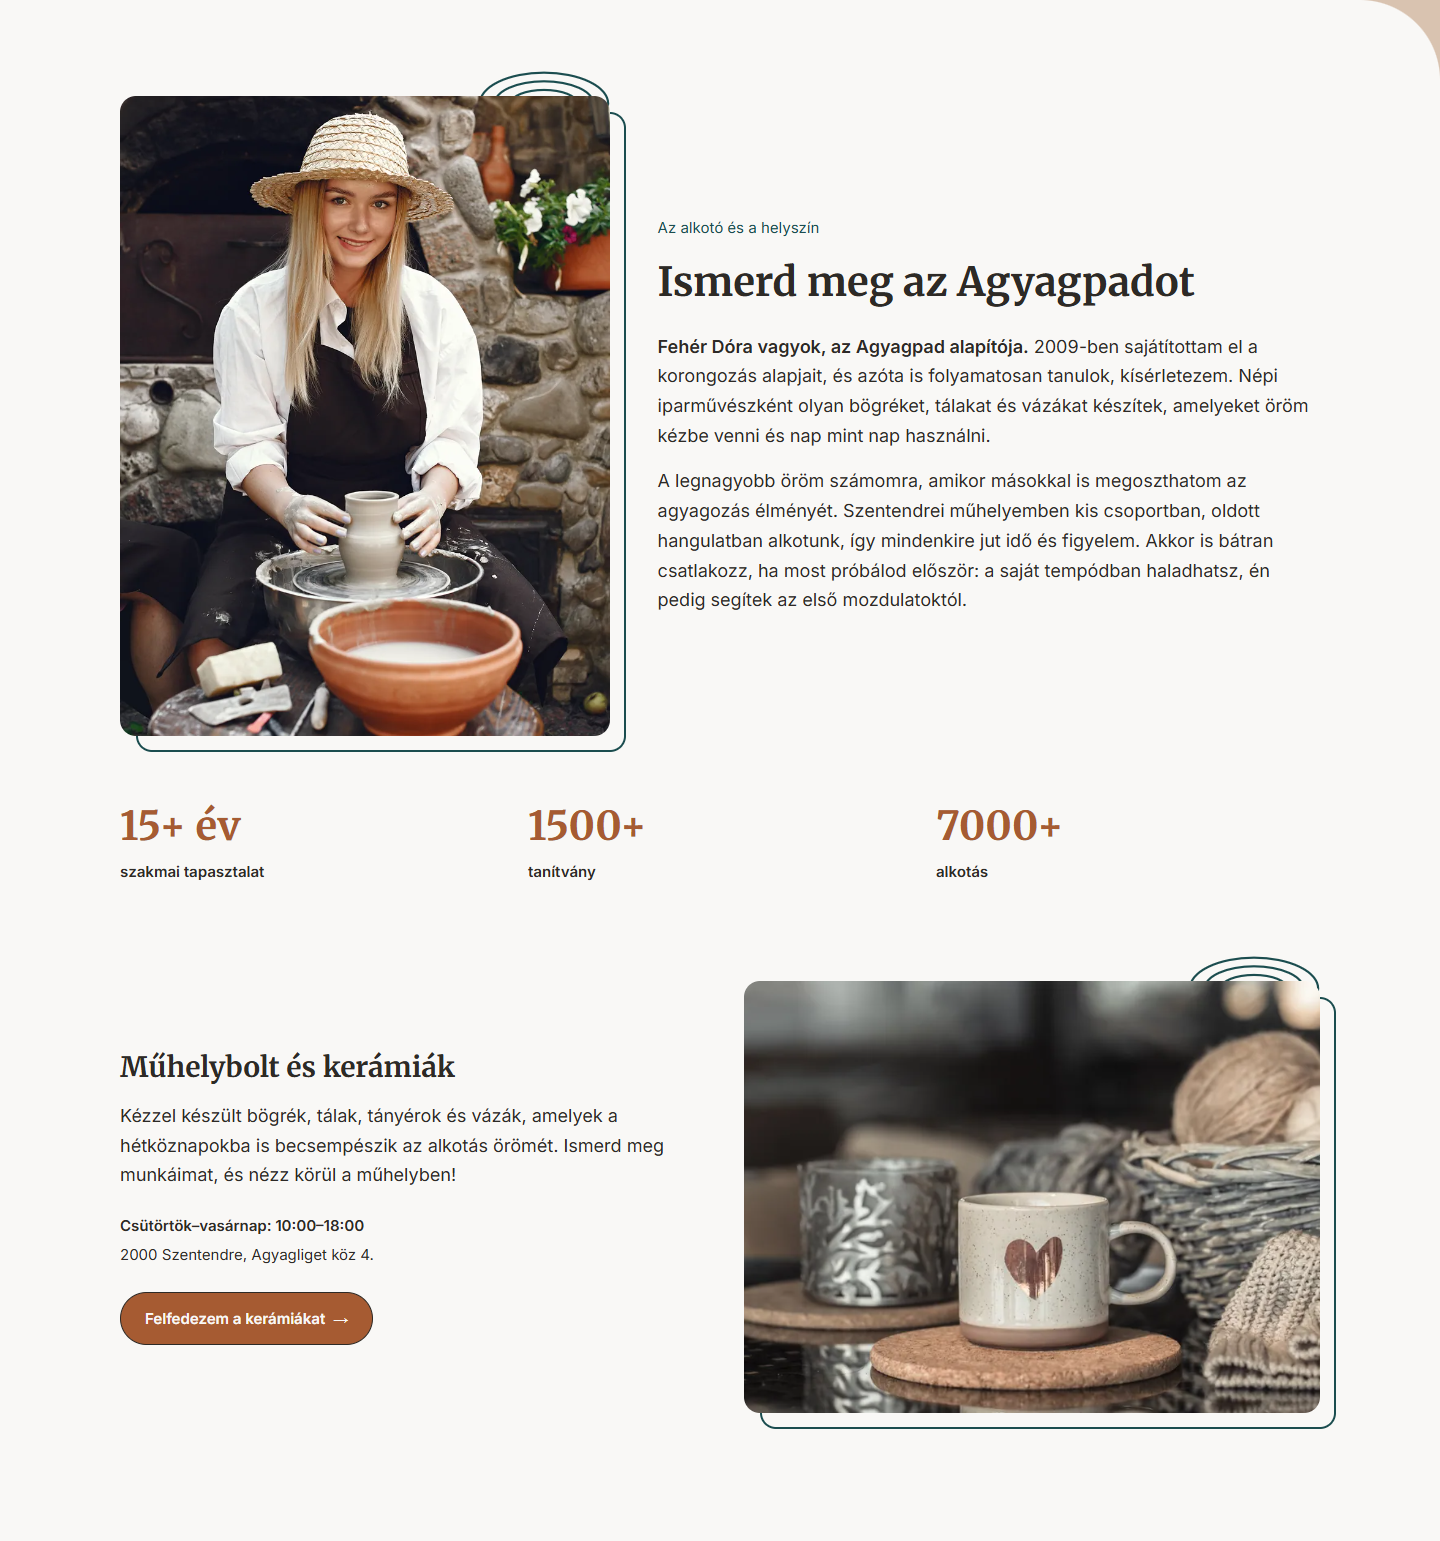 Az alkotó és a helyszín
Ismerd meg az Agyagpadot
Fehér Dóra vagyok, az Agyagpad alapítója. 2009-ben sajátítottam el a
korongozás alapjait, és azóta is folyamatosan tanulok, kísérletezem. Népi
iparművészként olyan bögréket, tálakat és vázákat készítek, amelyeket öröm
kézbe venni és nap mint nap használni.
A legnagyobb öröm számomra, amikor másokkal is megoszthatom az
agyagozás élményét. Szentendrei műhelyemben kis csoportban, oldott
hangulatban alkotunk, így mindenkire jut idő és figyelem. Akkor is bátran
csatlakozz, ha most próbálod először: a saját tempódban haladhatsz, én
pedig segítek az első mozdulatoktól.
15+ év
szakmai tapasztalat
1500+
tanítvány
7000+
alkotás
Műhelybolt és kerámiák
Kézzel készült bögrék, tálak, tányérok és vázák, amelyek a
hétköznapokba is becsempészik az alkotás örömét. Ismerd meg
munkáimat, és nézz körül a műhelyben!
Csütörtök–vasárnap: 10:00–18:00
2000 Szentendre, Agyagliget köz 4.
Felfedezem a kerámiákat →